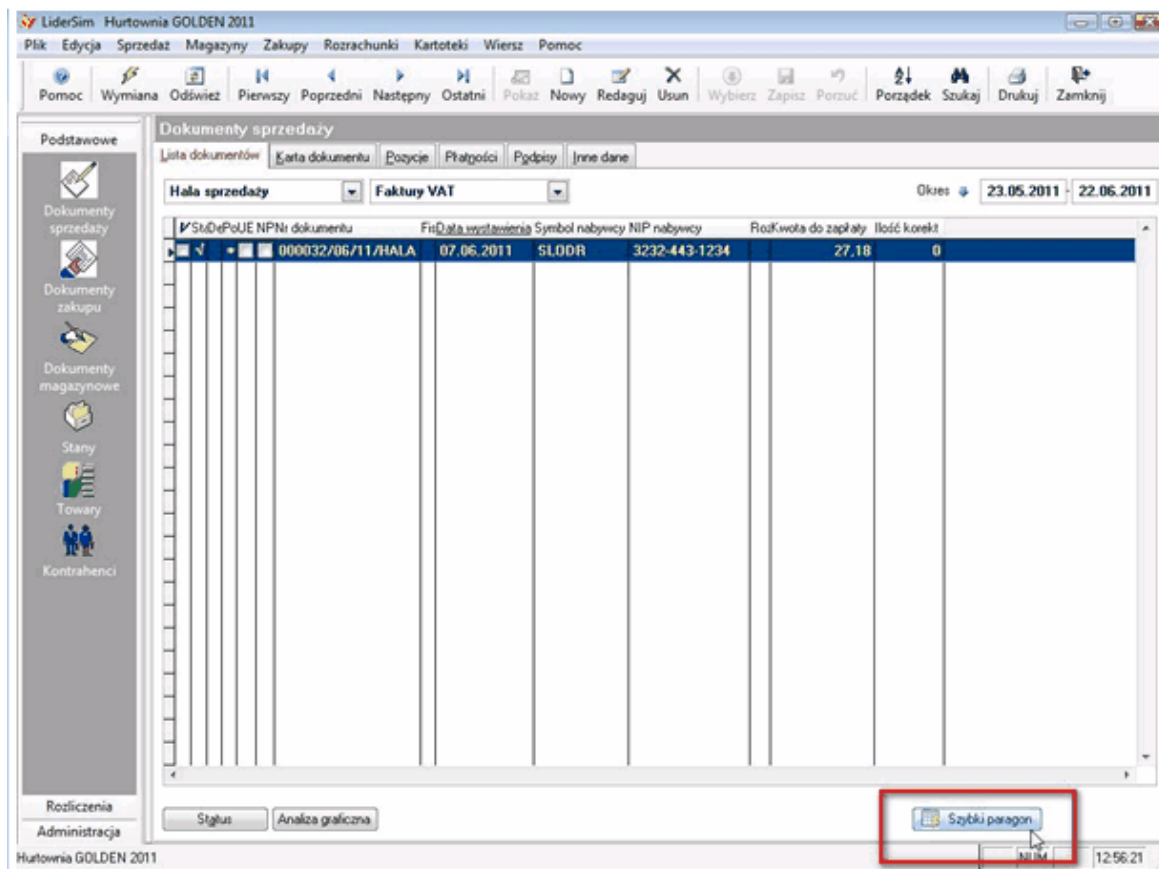 LiderSim Hurtownia GOLDEN 2011
Plik Edycja Sprzedaż Magazyny Zakupy Rozrachunki Kartoteki Wiersz Pomoc
Pomoc Wymiana Odśwież Pierwszy Poprzedni Następny Ostatni Pokaż Nowy Redaguj Usun Wybierz Zapisz Porzuć Porządek Szukaj Drukuj Zamknij
Podstawowe
Dokumenty sprzedaży
Lista dokumentów Karta dokumentu Pozycje Płatności Podpisy Inne dane
Hala sprzedaży Faktury VAT Okres 23.05.2011 - 22.06.2011
Dokumenty
sprzedaży
Nr dokumentu Data wystawienia Symbol nabywcy NIP nabywcy Kwota do zapłaty Ilość korekt
000032/06/11/HALA 07.06.2011 SLODR 3232-443-1234 27,18 0
Dokumenty
zakupu
Dokumenty
magazynowe
Stany
Towary
Kontrahenci
Rozliczenia
Administracja
Status Analiza graficzna Szybki paragon
Hurtownia GOLDEN 2011 NUM 12:56:21